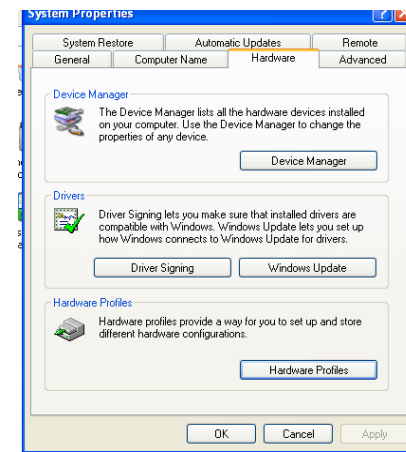 System Properties
System Restore Automatic Updates Remote
General Computer Name Hardware Advanced
Device Manager
The Device Manager lists all the hardware devices installed
on your computer. Use the Device Manager to change the
properties of any device.
Device Manager
Drivers
Driver Signing lets you make sure that installed drivers are
compatible with Windows. Windows Update lets you set up
how Windows connects to Windows Update for drivers.
Driver Signing Windows Update
Hardware Profiles
Hardware profiles provide a way for you to set up and store
different hardware configurations.
Hardware Profiles
OK Cancel Apply